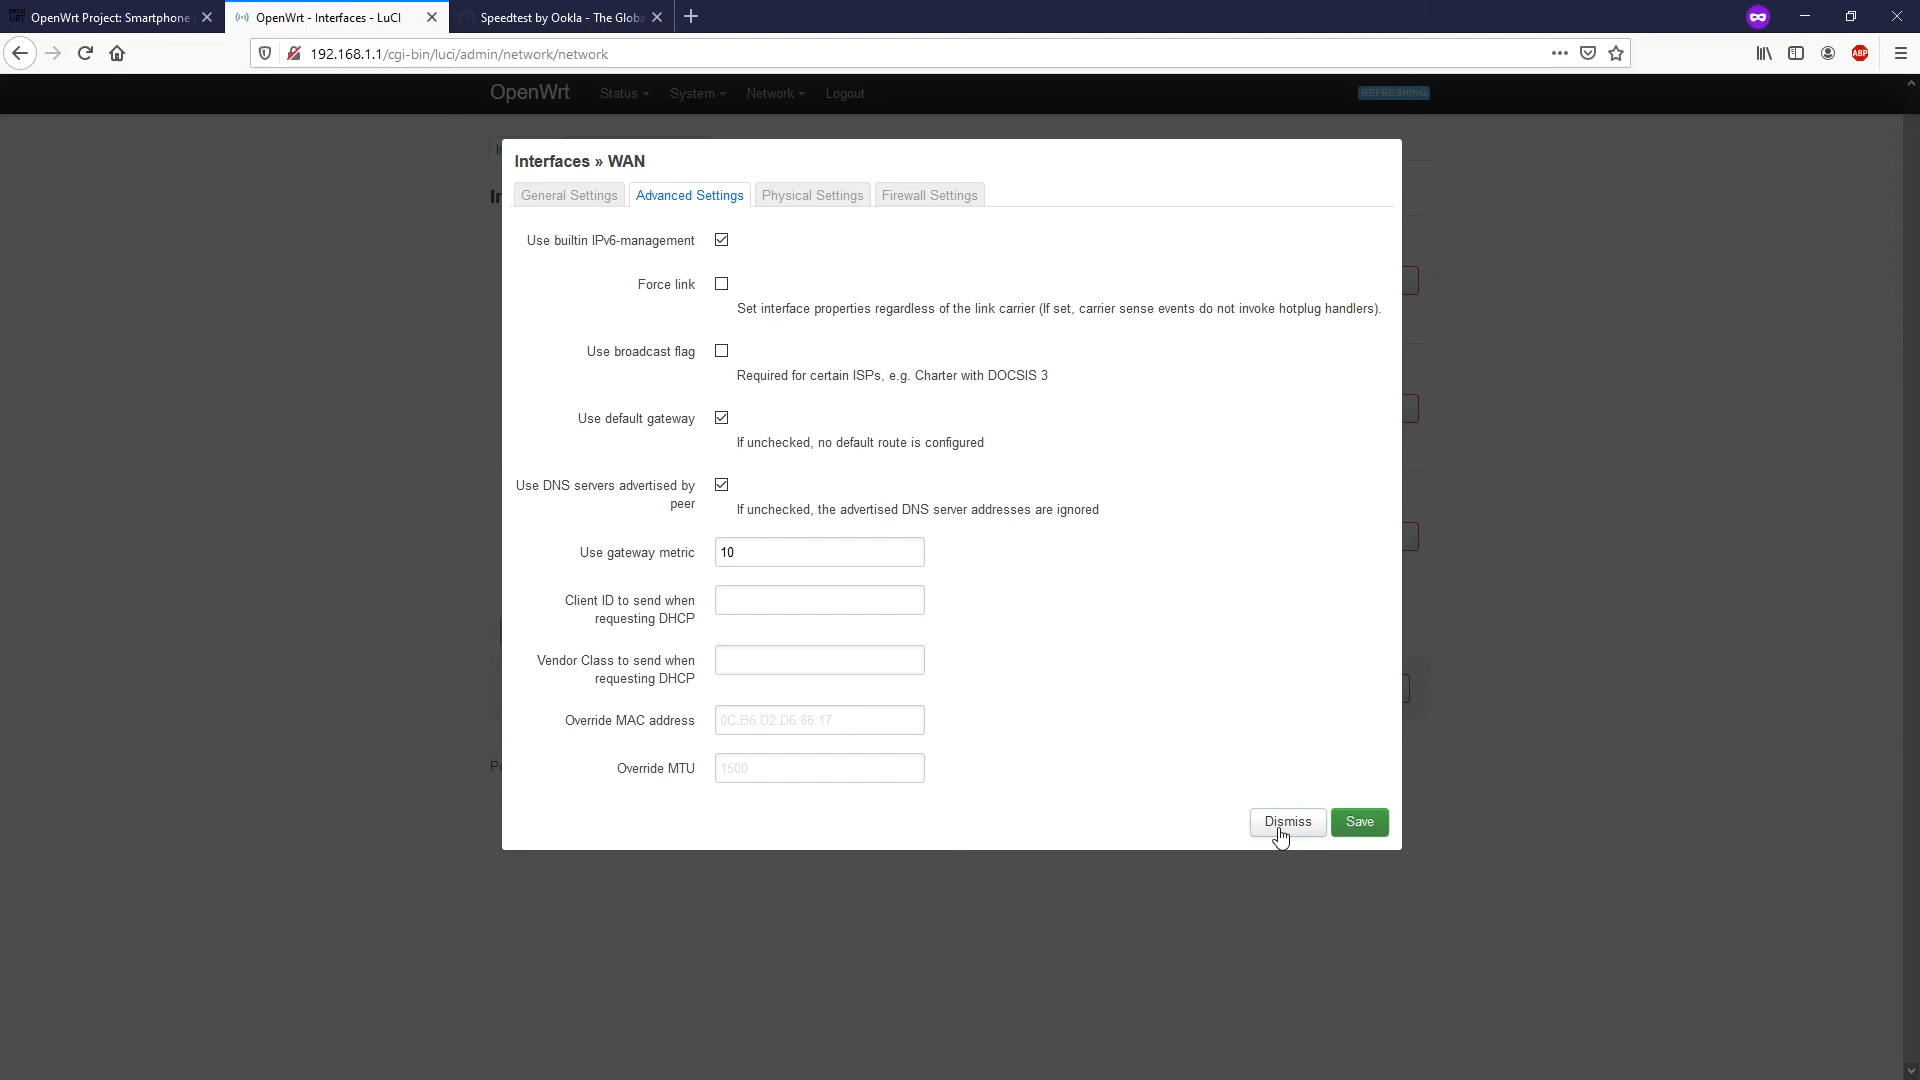 OpenWrt Project: Smartphone
OpenWrt - Interfaces - LuCI
Speedtest by Ookla - The Globa
192.168.1.1/cgi-bin/luci/admin/network/network
ABP
OpenWrt
Status
System
Network
Logout
REFRESHING
Interfaces » WAN
General Settings
Advanced Settings
Physical Settings
Firewall Settings
Use builtin IPv6-management
Force link
Set interface properties regardless of the link carrier (If set, carrier sense events do not invoke hotplug handlers).
Use broadcast flag
Required for certain ISPs, e.g. Charter with DOCSIS 3
Use default gateway
If unchecked, no default route is configured
Use DNS servers advertised by
peer
If unchecked, the advertised DNS server addresses are ignored
Use gateway metric
10
Client ID to send when
requesting DHCP
Vendor Class to send when
requesting DHCP
Override MAC address
0C:B6:D2:D6:86:17
Override MTU
1500
Dismiss
Save